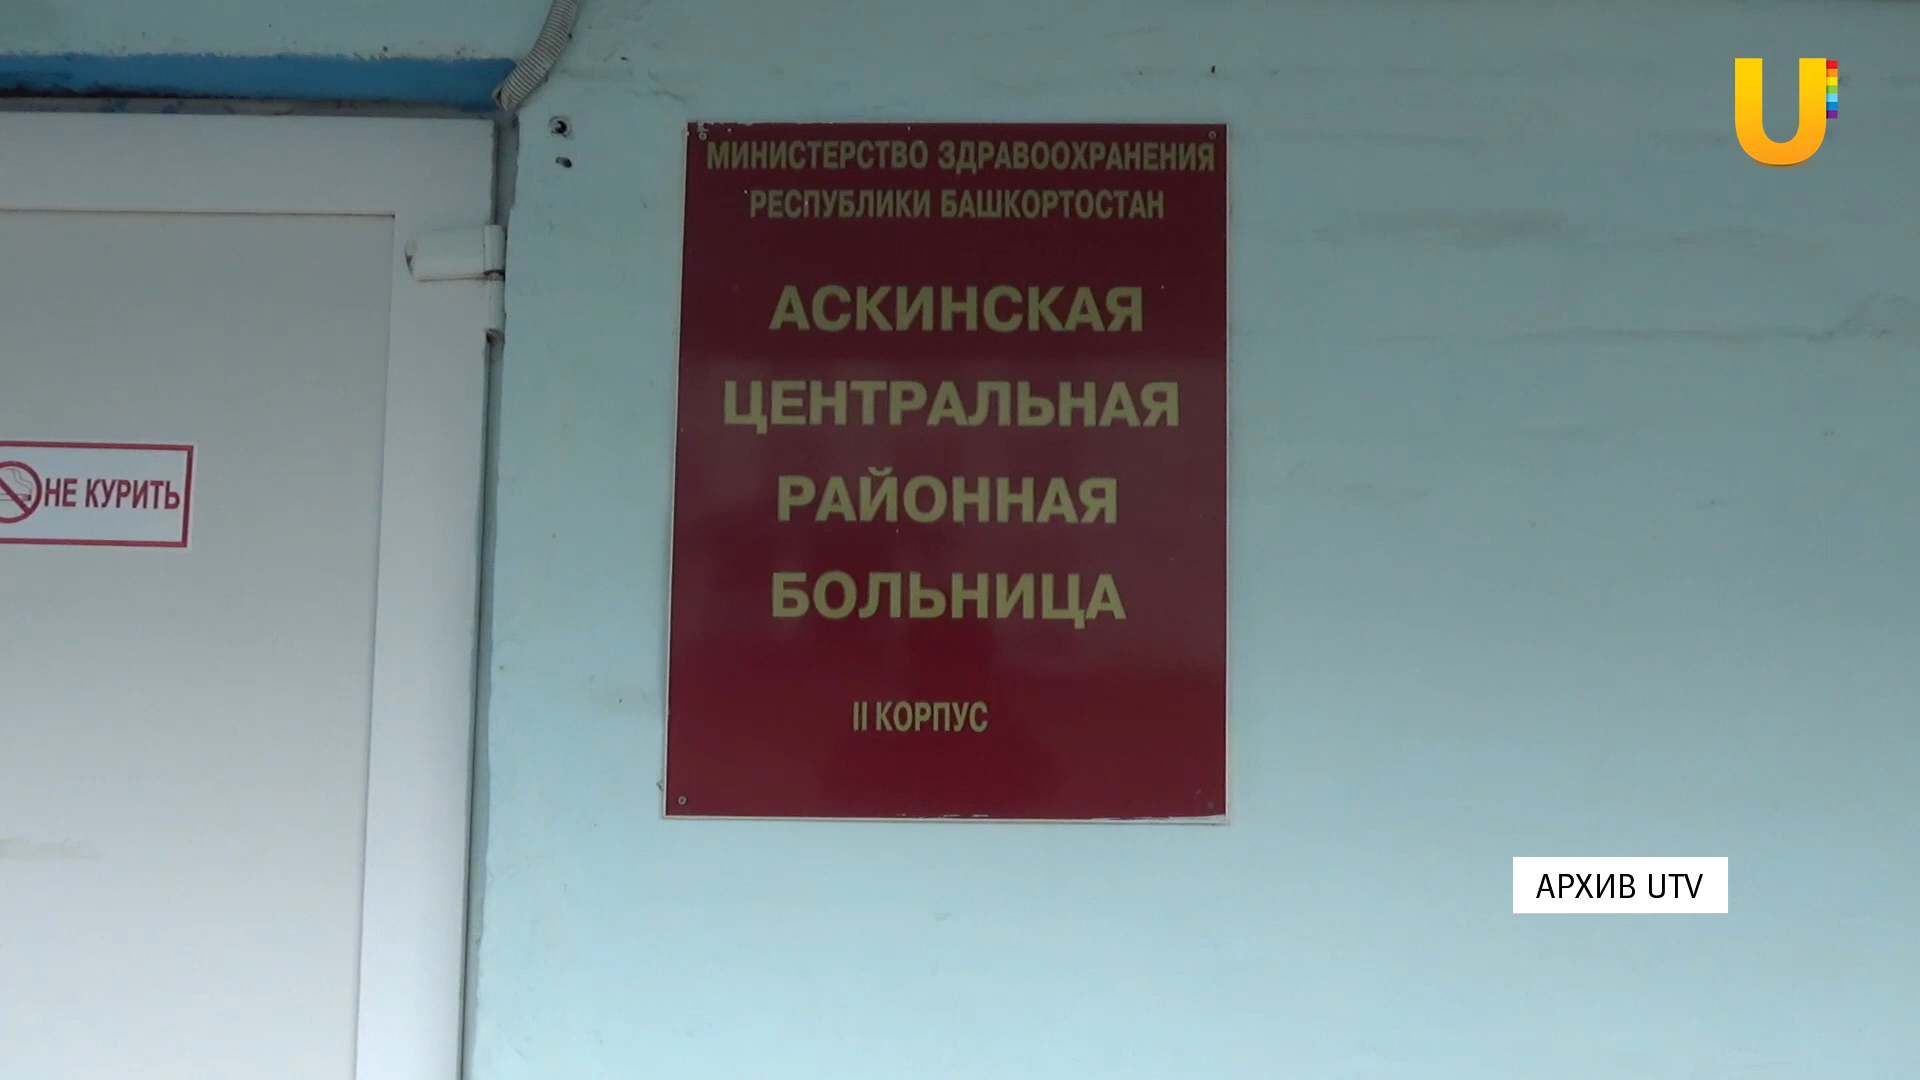 U
МИНИСТЕРСТВО ЗДРАВООХРАНЕНИЯ
РЕСПУБЛИКИ БАШКОРТОСТАН
АСКИНСКАЯ
ЦЕНТРАЛЬНАЯ
РАЙОННАЯ
БОЛЬНИЦА
II КОРПУС
НЕ КУРИТЬ
АРХИВ UTV